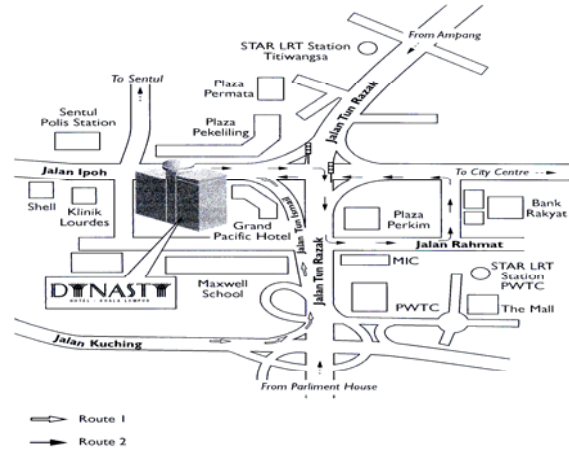 From Ampang
STAR LRT Station
Titiwangsa
To Sentul
Plaza
Permata
Jalan Tun Razak
Sentul
Polis Station
Plaza
Pekeliling
Jalan Ipoh
To City Centre
Shell
Klinik
Lourdes
Grand
Pacific Hotel
Jalan Tun Ismail
Jalan Tun Razak
Plaza
Perkim
Bank
Rakyat
Jalan Rahmat
DYNASTY
HOTEL · KUALA LUMPUR
Maxwell
School
MIC
STAR LRT
Station
PWTC
PWTC
The Mall
Jalan Kuching
From Parliment House
Route 1
Route 2